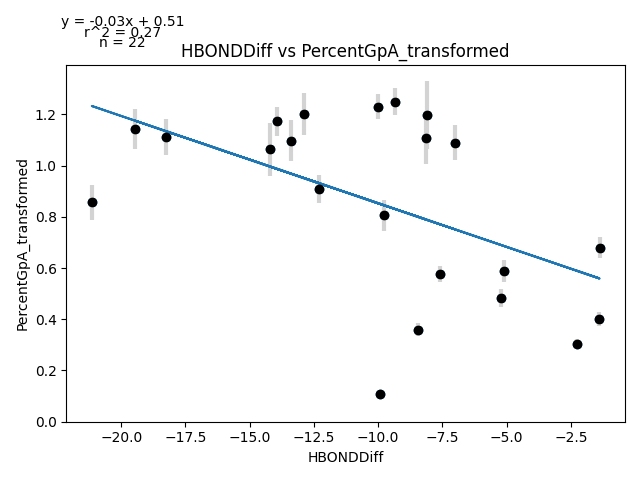 y = -0.03x + 0.51
r^2 = 0.27
n = 22
HBONDDiff vs PercentGpA_transformed
PercentGpA_transformed
1.2
1.0
0.8
0.6
0.4
0.2
0.0
−20.0 −17.5 −15.0 −12.5 −10.0 −7.5 −5.0 −2.5
HBONDDiff